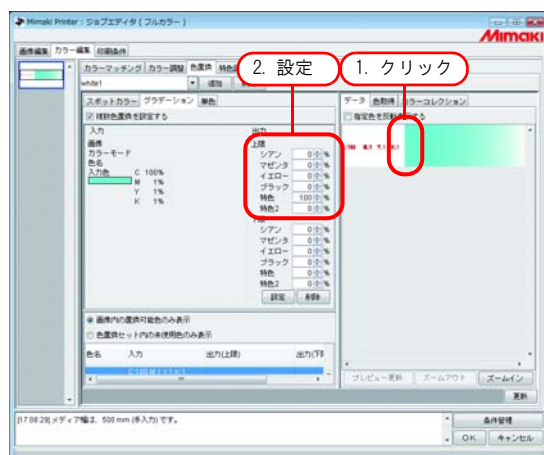 Mimaki Printer : ジョブエディタ ( フルカラー )
Mimaki
画像編集 カラー編集 印刷条件
カラーマッチング カラー調整 色置換
2. 設定
1. クリック
white1
追加
スポットカラー グラデーション 単色
データ 色取得 カラーコレクション
複数色置換を設定する
入力
画像
カラーモード
色名
入力色 C 100%
M 1%
Y 1%
K 1%
出力
上限
シアン 0 %
マゼンタ 0 %
イエロー 0 %
ブラック 0 %
特色 100 %
特色2 0 %
シアン 0 %
マゼンタ 0 %
イエロー 0 %
ブラック 0 %
特色 0 %
特色2 0 %
設定 削除
画像内の置換可能色のみ表示
色置換セット内の未使用色のみ表示
色名 入力 出力(上限) 出力(下限
C:100 M:1 Y:1 K:1
プレビュー更新 ズームアウト ズームイン
更新
[17:08:28] メディア幅は、500 mm (手入力) です。
条件管理
OK キャンセル